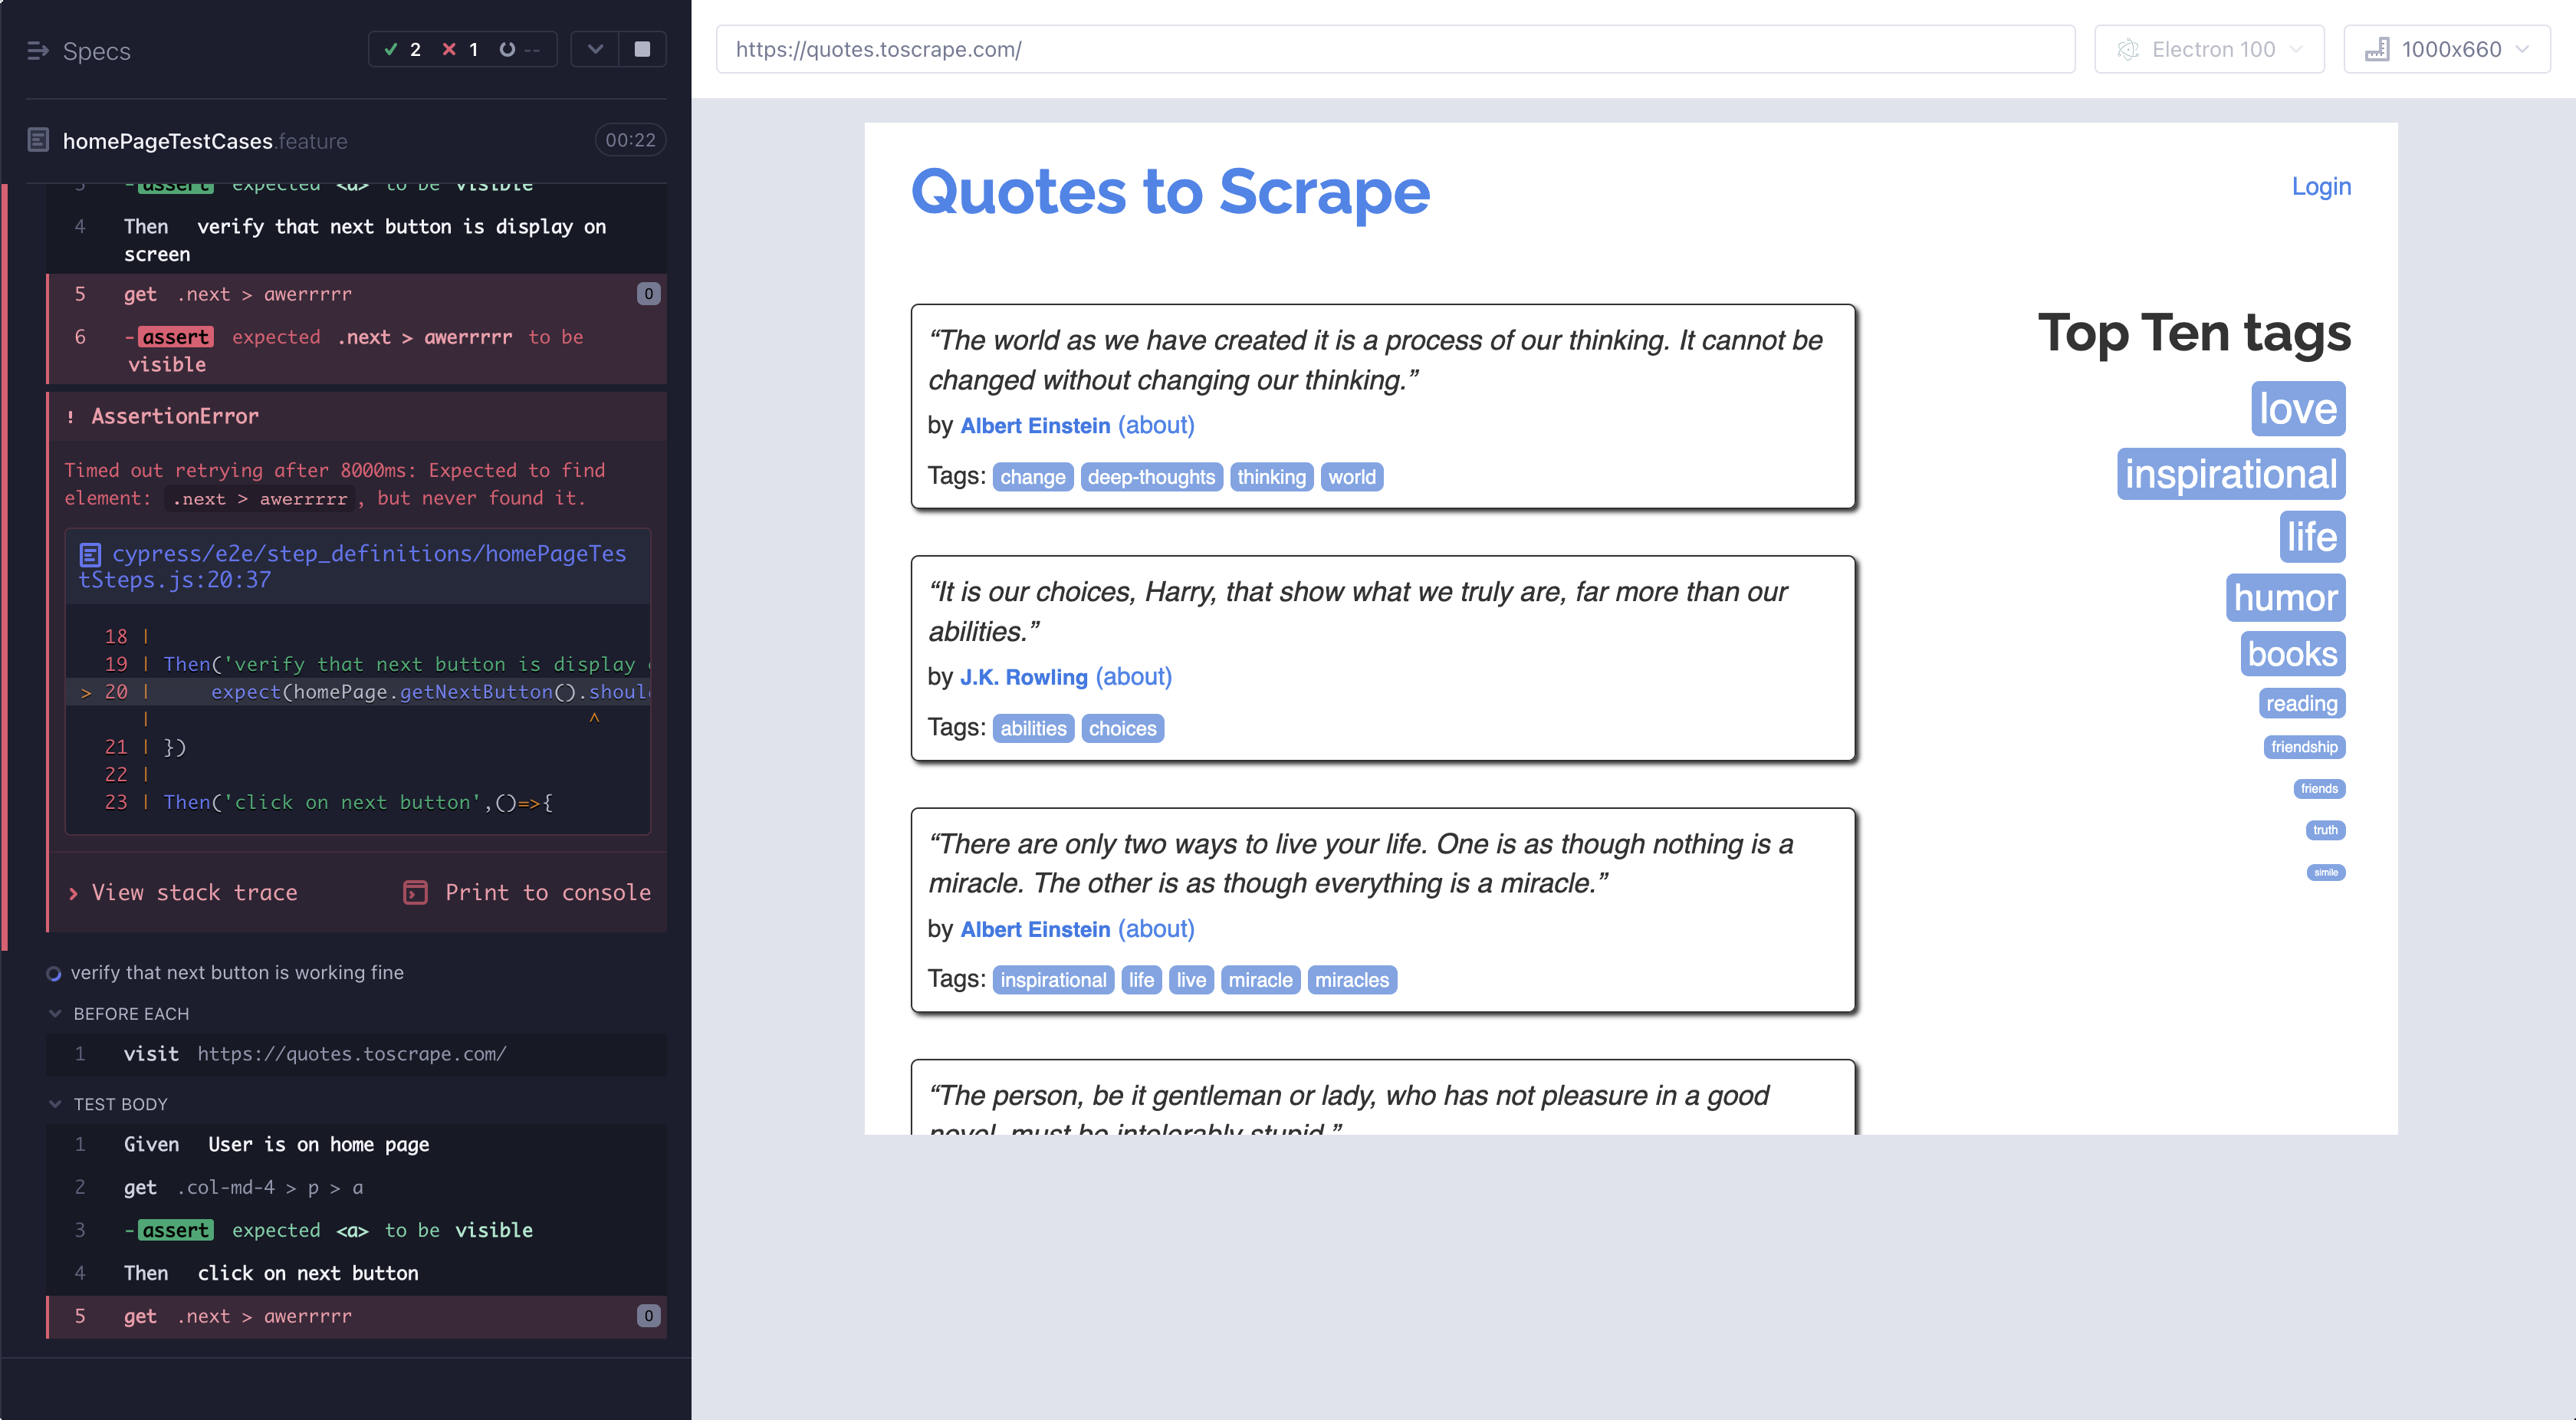 Specs
2 1 --
homePageTestCases.feature 00:22
3 -assert expected <a> to be visible
4 Then verify that next button is display on
screen
5 get .next > awerrrrr 0
6 -assert expected .next > awerrrrr to be
visible
! AssertionError
Timed out retrying after 8000ms: Expected to find
element: .next > awerrrrr , but never found it.
cypress/e2e/step_definitions/homePageTes
tSteps.js:20:37
18 |
19 | Then('verify that next button is display
> 20 | expect(homePage.getNextButton().shoul
| ^
21 | })
22 |
23 | Then('click on next button',()=>{
View stack trace Print to console
verify that next button is working fine
BEFORE EACH
1 visit https://quotes.toscrape.com/
TEST BODY
1 Given User is on home page
2 get .col-md-4 > p > a
3 -assert expected <a> to be visible
4 Then click on next button
5 get .next > awerrrrr 0
https://quotes.toscrape.com/
Electron 100
1000x660
Quotes to Scrape
Login
“The world as we have created it is a process of our thinking. It cannot be
changed without changing our thinking.”
by Albert Einstein (about)
Tags: change deep-thoughts thinking world
“It is our choices, Harry, that show what we truly are, far more than our
abilities.”
by J.K. Rowling (about)
Tags: abilities choices
“There are only two ways to live your life. One is as though nothing is a
miracle. The other is as though everything is a miracle.”
by Albert Einstein (about)
Tags: inspirational life live miracle miracles
“The person, be it gentleman or lady, who has not pleasure in a good
novel, must be intolerably stupid.”
Top Ten tags
love
inspirational
life
humor
books
reading
friendship
friends
truth
simile